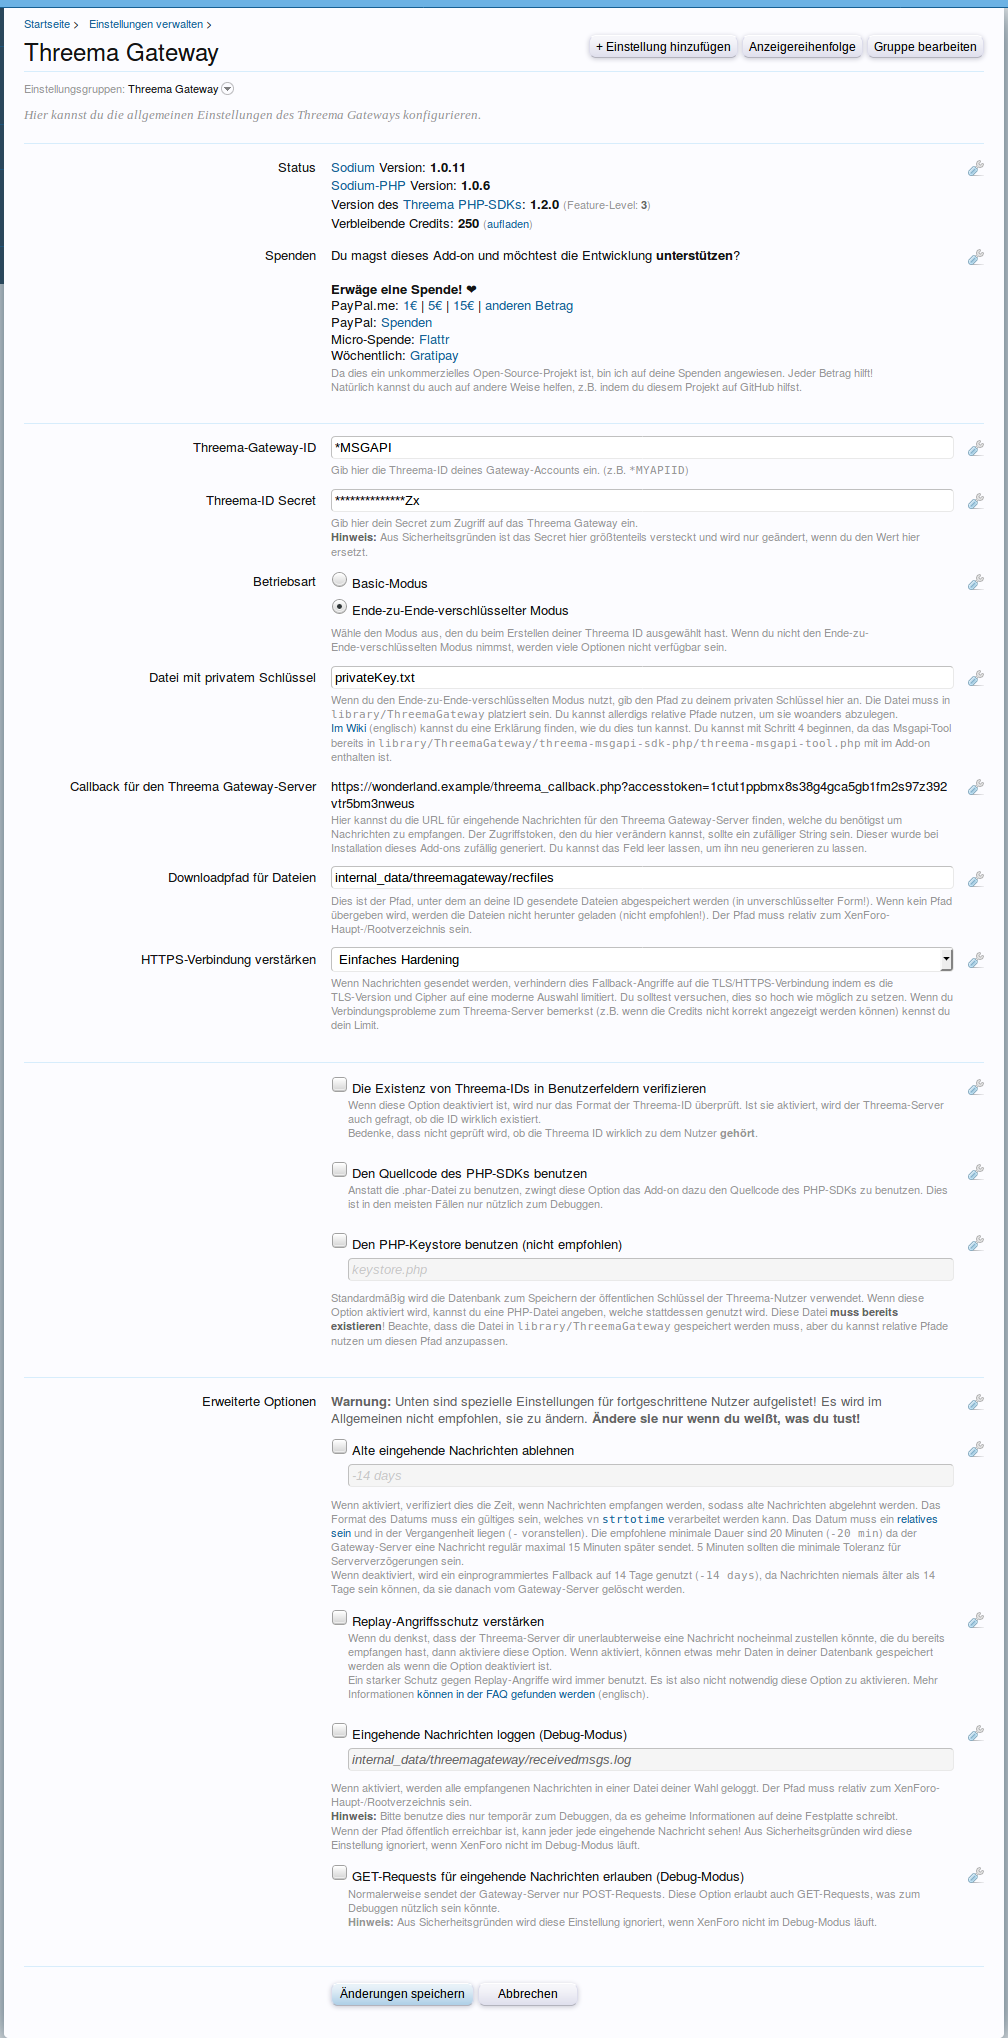 Startseite > Einstellungen verwalten >
Threema Gateway
+ Einstellung hinzufügen Anzeigereihenfolge Gruppe bearbeiten
Einstellungsgruppen: Threema Gateway
Hier kannst du die allgemeinen Einstellungen des Threema Gateways konfigurieren.
Status
Sodium Version: 1.0.11
Sodium-PHP Version: 1.0.6
Version des Threema PHP-SDKs: 1.2.0 (Feature-Level: 3)
Verbleibende Credits: 250 (aufladen)
Spenden
Du magst dieses Add-on und möchtest die Entwicklung unterstützen?
Erwäge eine Spende! ❤
PayPal.me: 1€ | 5€ | 15€ | anderen Betrag
PayPal: Spenden
Micro-Spende: Flattr
Wöchentlich: Gratipay
Da dies ein unkommerzielles Open-Source-Projekt ist, bin ich auf deine Spenden angewiesen. Jeder Betrag hilft!
Natürlich kannst du auch auf andere Weise helfen, z.B. indem du diesem Projekt auf GitHub hilfst.
Threema-Gateway-ID
*MSGAPI
Gib hier die Threema-ID deines Gateway-Accounts ein. (z.B. *MYAPIID)
Threema-ID Secret
**************Zx
Gib hier dein Secret zum Zugriff auf das Threema Gateway ein.
Hinweis: Aus Sicherheitsgründen ist das Secret hier größtenteils versteckt und wird nur geändert, wenn du den Wert hier
ersetzt.
Betriebsart
Basic-Modus
Ende-zu-Ende-verschlüsselter Modus
Wähle den Modus aus, den du beim Erstellen deiner Threema ID ausgewählt hast. Wenn du nicht den Ende-zu-
Ende-verschlüsselten Modus nimmst, werden viele Optionen nicht verfügbar sein.
Datei mit privatem Schlüssel
privateKey.txt
Wenn du den Ende-zu-Ende-verschlüsselten Modus nutzt, gib den Pfad zu deinem privaten Schlüssel hier an. Die Datei muss in
library/ThreemaGateway platziert sein. Du kannst allerdigs relative Pfade nutzen, um sie woanders abzulegen.
Im Wiki (englisch) kannst du eine Erklärung finden, wie du dies tun kannst. Du kannst mit Schritt 4 beginnen, da das Msgapi-Tool
bereits in library/ThreemaGateway/threema-msgapi-sdk-php/threema-msgapi-tool.php mit im Add-on
enthalten ist.
Callback für den Threema Gateway-Server
https://wonderland.example/threema_callback.php?accesstoken=1ctut1ppbmx8s38g4gca5gb1fm2s97z392
vtr5bm3nweus
Hier kannst du die URL für eingehende Nachrichten für den Threema Gateway-Server finden, welche du benötigst um
Nachrichten zu empfangen. Der Zugriffstoken, den du hier verändern kannst, sollte ein zufälliger String sein. Dieser wurde bei
Installation dieses Add-ons zufällig generiert. Du kannst das Feld leer lassen, um ihn neu generieren zu lassen.
Downloadpfad für Dateien
internal_data/threemagateway/recfiles
Dies ist der Pfad, unter dem an deine ID gesendete Dateien abgespeichert werden (in unverschlüsselter Form!). Wenn kein Pfad
übergeben wird, werden die Dateien nicht herunter geladen (nicht empfohlen!). Der Pfad muss relativ zum XenForo-
Haupt-/Rootverzeichnis sein.
HTTPS-Verbindung verstärken
Einfaches Hardening
Wenn Nachrichten gesendet werden, verhindern dies Fallback-Angriffe auf die TLS/HTTPS-Verbindung indem es die
TLS-Version und Cipher auf eine moderne Auswahl limitiert. Du solltest versuchen, dies so hoch wie möglich zu setzen. Wenn du
Verbindungsprobleme zum Threema-Server bemerkst (z.B. wenn die Credits nicht korrekt angezeigt werden können) kennst du
dein Limit.
Die Existenz von Threema-IDs in Benutzerfeldern verifizieren
Wenn diese Option deaktiviert ist, wird nur das Format der Threema-ID überprüft. Ist sie aktiviert, wird der Threema-Server
auch gefragt, ob die ID wirklich existiert.
Bedenke, dass nicht geprüft wird, ob die Threema ID wirklich zu dem Nutzer gehört.
Den Quellcode des PHP-SDKs benutzen
Anstatt die .phar-Datei zu benutzen, zwingt diese Option das Add-on dazu den Quellcode des PHP-SDKs zu benutzen. Dies
ist in den meisten Fällen nur nützlich zum Debuggen.
Den PHP-Keystore benutzen (nicht empfohlen)
keystore.php
Standardmäßig wird die Datenbank zum Speichern der öffentlichen Schlüssel der Threema-Nutzer verwendet. Wenn diese
Option aktiviert wird, kannst du eine PHP-Datei angeben, welche stattdessen genutzt wird. Diese Datei muss bereits
existieren! Beachte, dass die Datei in library/ThreemaGateway gespeichert werden muss, aber du kannst relative Pfade
nutzen um diesen Pfad anzupassen.
Erweiterte Optionen
Warnung: Unten sind spezielle Einstellungen für fortgeschrittene Nutzer aufgelistet! Es wird im
Allgemeinen nicht empfohlen, sie zu ändern. Ändere sie nur wenn du weißt, was du tust!
Alte eingehende Nachrichten ablehnen
-14 days
Wenn aktiviert, verifiziert dies die Zeit, wenn Nachrichten empfangen werden, sodass alte Nachrichten abgelehnt werden. Das
Format des Datums muss ein gültiges sein, welches vn strtotime verarbeitet werden kann. Das Datum muss ein relatives
sein und in der Vergangenheit liegen (- voranstellen). Die empfohlene minimale Dauer sind 20 Minuten (-20 min) da der
Gateway-Server eine Nachricht regulär maximal 15 Minuten später sendet. 5 Minuten sollten die minimale Toleranz für
Serververzögerungen sein.
Wenn deaktiviert, wird ein einprogrammiertes Fallback auf 14 Tage genutzt (-14 days), da Nachrichten niemals älter als 14
Tage sein können, da sie danach vom Gateway-Server gelöscht werden.
Replay-Angriffsschutz verstärken
Wenn du denkst, dass der Threema-Server dir unerlaubterweise eine Nachricht nocheinmal zustellen könnte, die du bereits
empfangen hast, dann aktiviere diese Option. Wenn aktiviert, können etwas mehr Daten in deiner Datenbank gespeichert
werden als wenn die Option deaktiviert ist.
Ein starker Schutz gegen Replay-Angriffe wird immer benutzt. Es ist also nicht notwendig diese Option zu aktivieren. Mehr
Informationen können in der FAQ gefunden werden (englisch).
Eingehende Nachrichten loggen (Debug-Modus)
internal_data/threemagateway/receivedmsgs.log
Wenn aktiviert, werden alle empfangenen Nachrichten in einer Datei deiner Wahl geloggt. Der Pfad muss relativ zum XenForo-
Haupt-/Rootverzeichnis sein.
Hinweis: Bitte benutze dies nur temporär zum Debuggen, da es geheime Informationen auf deine Festplatte schreibt.
Wenn der Pfad öffentlich erreichbar ist, kann jeder jede eingehende Nachricht sehen! Aus Sicherheitsgründen wird diese
Einstellung ignoriert, wenn XenForo nicht im Debug-Modus läuft.
GET-Requests für eingehende Nachrichten erlauben (Debug-Modus)
Normalerweise sendet der Gateway-Server nur POST-Requests. Diese Option erlaubt auch GET-Requests, was zum
Debuggen nützlich sein könnte.
Hinweis: Aus Sicherheitsgründen wird diese Einstellung ignoriert, wenn XenForo nicht im Debug-Modus läuft.
Änderungen speichern Abbrechen